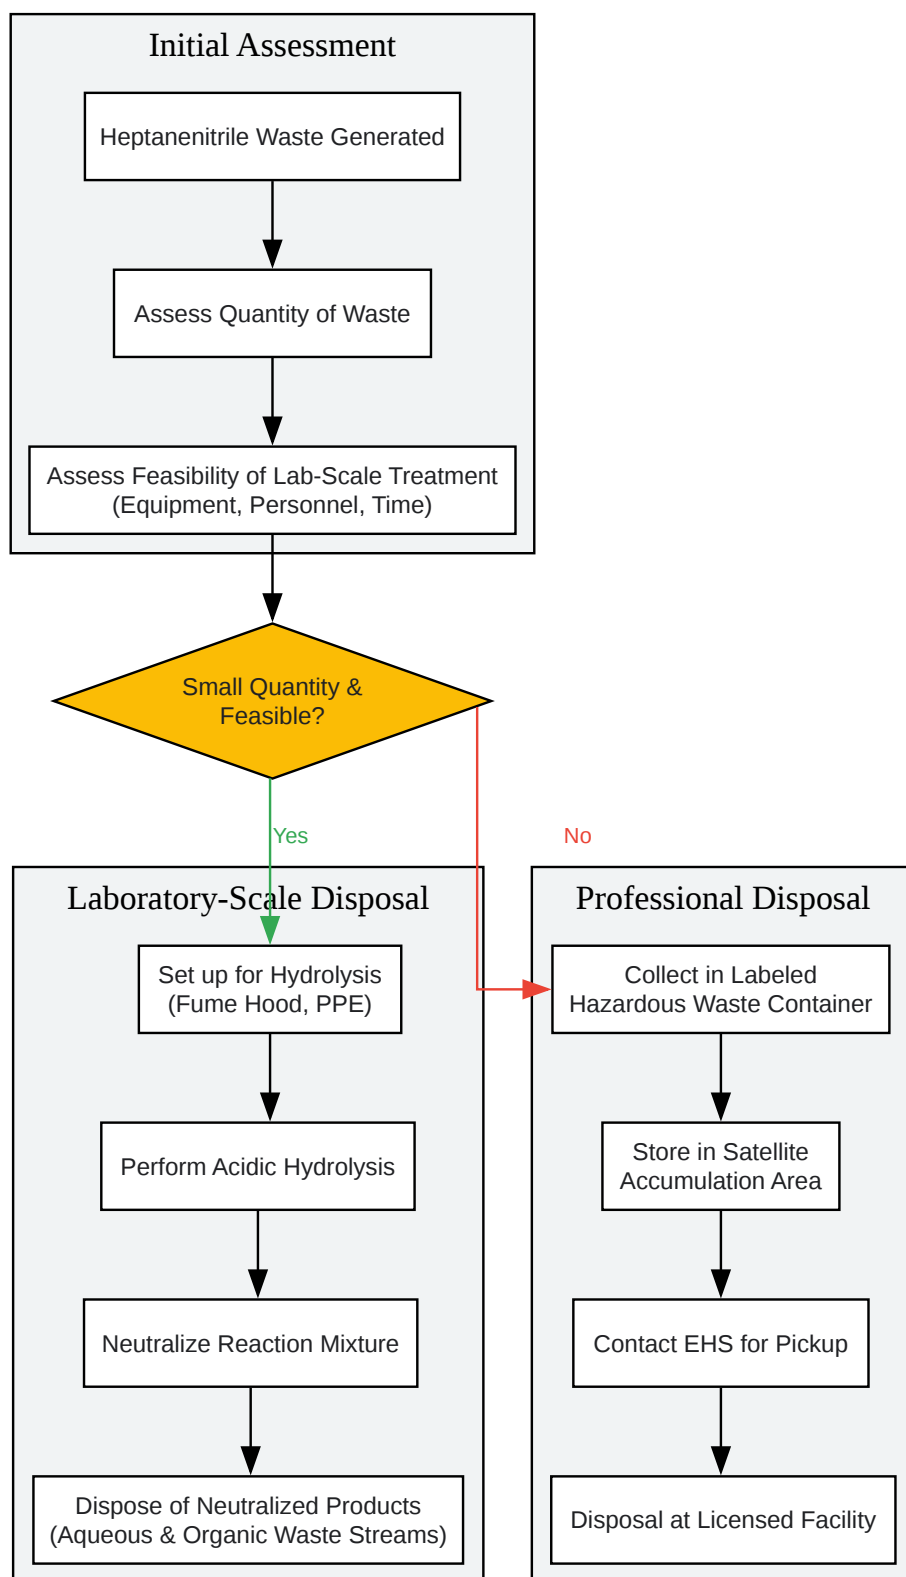 Initial Assessment
Heptanenitrile Waste Generated
Assess Quantity of Waste
Assess Feasibility of Lab-Scale Treatment
(Equipment, Personnel, Time)
Small Quantity &
Feasible?
Yes
No
Laboratory-Scale Disposal
Set up for Hydrolysis
(Fume Hood, PPE)
Perform Acidic Hydrolysis
Neutralize Reaction Mixture
Dispose of Neutralized Products
(Aqueous & Organic Waste Streams)
Professional Disposal
Collect in Labeled
Hazardous Waste Container
Store in Satellite
Accumulation Area
Contact EHS for Pickup
Disposal at Licensed Facility